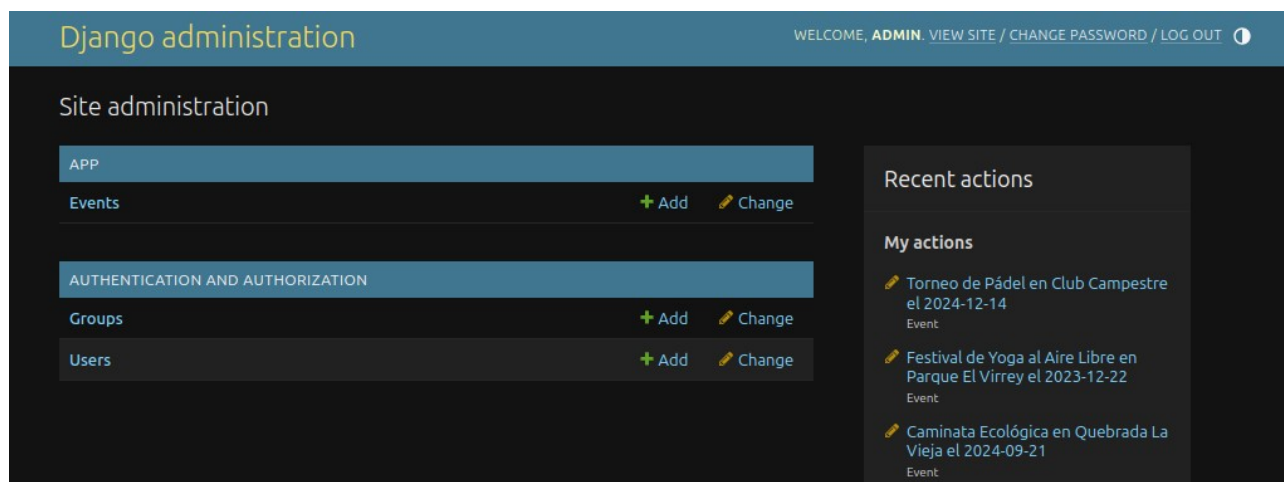 Django administration
WELCOME, ADMIN. VIEW SITE / CHANGE PASSWORD / LOG OUT
Site administration
APP
Events Add Change
AUTHENTICATION AND AUTHORIZATION
Groups Add Change
Users Add Change
Recent actions
My actions
Torneo de Pádel en Club Campestre
el 2024-12-14
Event
Festival de Yoga al Aire Libre en
Parque El Virrey el 2023-12-22
Event
Caminata Ecológica en Quebrada La
Vieja el 2024-09-21
Event